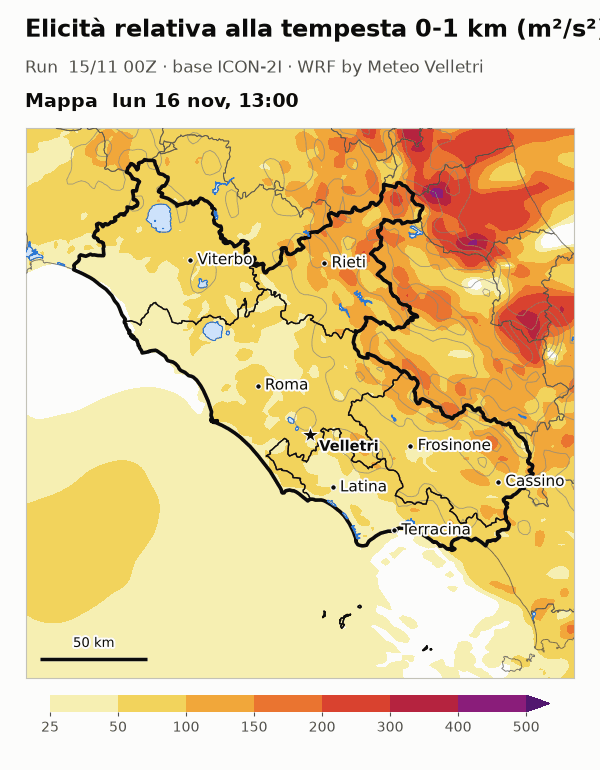 Elicità relativa alla tempesta 0-1 km (m²/s²)
Run 15/11 00Z · base ICON-2I · WRF by Meteo Velletri
Mappa lun 16 nov, 13:00
Viterbo
Rieti
Roma
Velletri
Frosinone
Latina
Cassino
Terracina
50 km
25 50 100 150 200 300 400 500